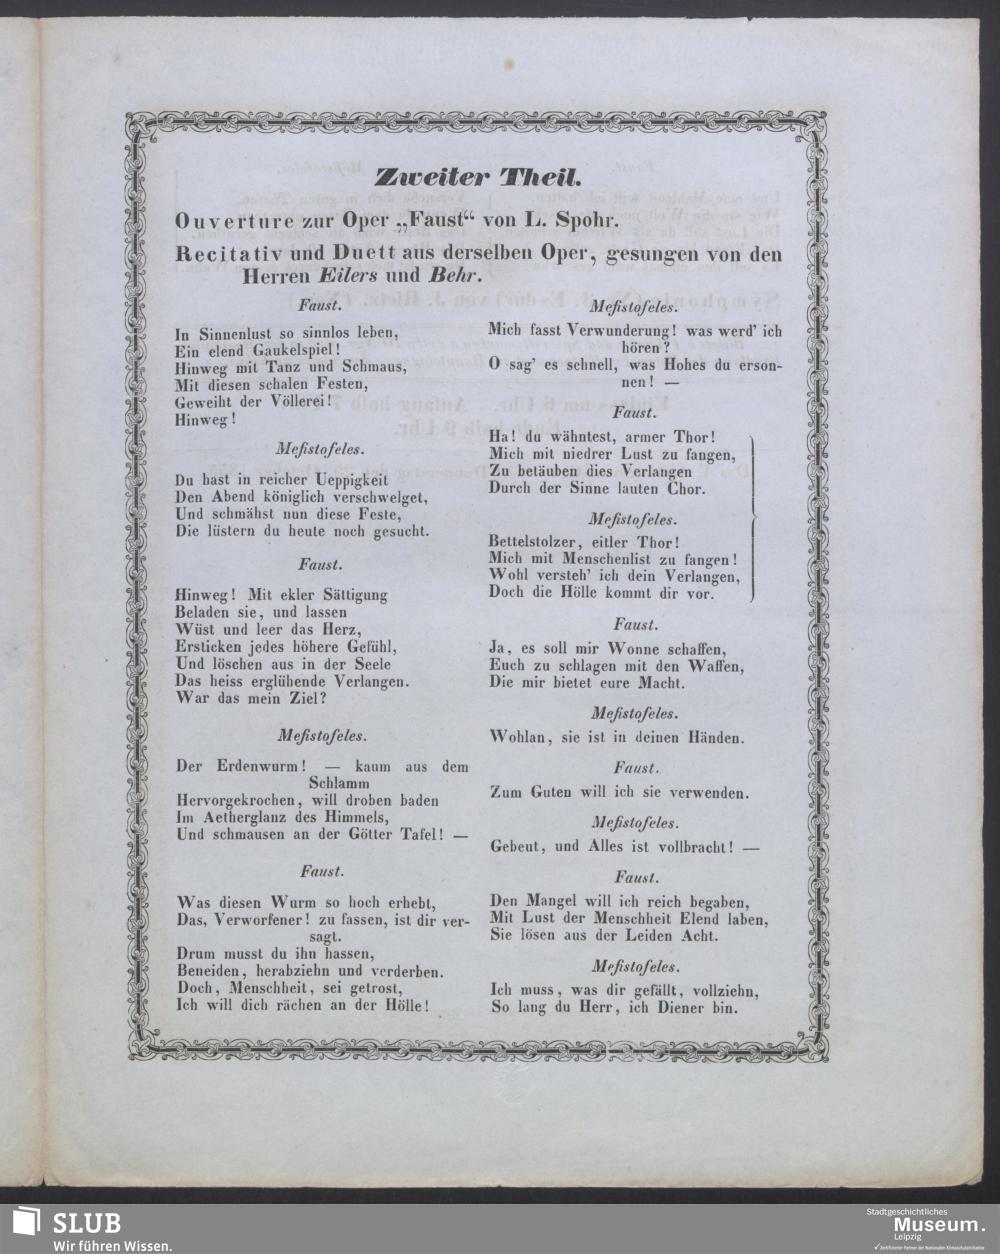 Zweiter Theil.
Ouverture zur Oper „Faust“ von L. Spohr.
Recitativ und Duett aus derselben Oper, gesungen von den
Herren Eilers und Behr.
Faust.
In Sinnenlust so sinnlos leben,
Ein elend Gaukelspiel!
Hinweg mit Tanz und Schmaus,
Mit diesen schalen Festen,
Geweiht der Völlerei!
Hinweg!
Mefistofeles.
Du hast in reicher Ueppigkeit
Den Abend königlich verschwelget,
Und schmähst nun diese Feste,
Die lüstern du heute noch gesucht.
Faust.
Hinweg! Mit ekler Sättigung
Beladen sie, und lassen
Wüst und leer das Herz,
Ersticken jedes höhere Gefühl,
Und löschen aus in der Seele
Das heiss erglühende Verlangen.
War das mein Ziel?
Mefistofeles.
Der Erdenwurm! — kaum aus dem
Schlamm
Hervorgekrochen, will droben baden
Im Aetherglanz des Himmels,
Und schmausen an der Götter Tafel! —
Faust.
Was diesen Wurm so hoch erhebt,
Das, Verworfener! zu fassen, ist dir ver-
sagt.
Drum musst du ihn hassen,
Beneiden, herabziehn und verderben.
Doch, Menschheit, sei getrost,
Ich will dich rächen an der Hölle!
Mefistofeles.
Mich fasst Verwunderung! was werd' ich
hören?
O sag' es schnell, was Hohes du erson-
nen! —
Faust.
Ha! du wähntest, armer Thor!
Mich mit niedrer Lust zu fangen,
Zu betäuben dies Verlangen
Durch der Sinne lauten Chor.
Mefistofeles.
Bettelstolzer, eitler Thor!
Mich mit Menschenlist zu fangen!
Wohl versteh' ich dein Verlangen,
Doch die Hölle kommt dir vor.
Faust.
Ja, es soll mir Wonne schaffen,
Euch zu schlagen mit den Waffen,
Die mir bietet eure Macht.
Mefistofeles.
Wohlan, sie ist in deinen Händen.
Faust.
Zum Guten will ich sie verwenden.
Mefistofeles.
Gebeut, und Alles ist vollbracht! —
Faust.
Den Mangel will ich reich begaben,
Mit Lust der Menschheit Elend laben,
Sie lösen aus der Leiden Acht.
Mefistofeles.
Ich muss, was dir gefällt, vollziehn,
So lang du Herr, ich Diener bin.
SLUB
Wir führen Wissen.
Stadtgeschichtliches
Museum.
Leipzig